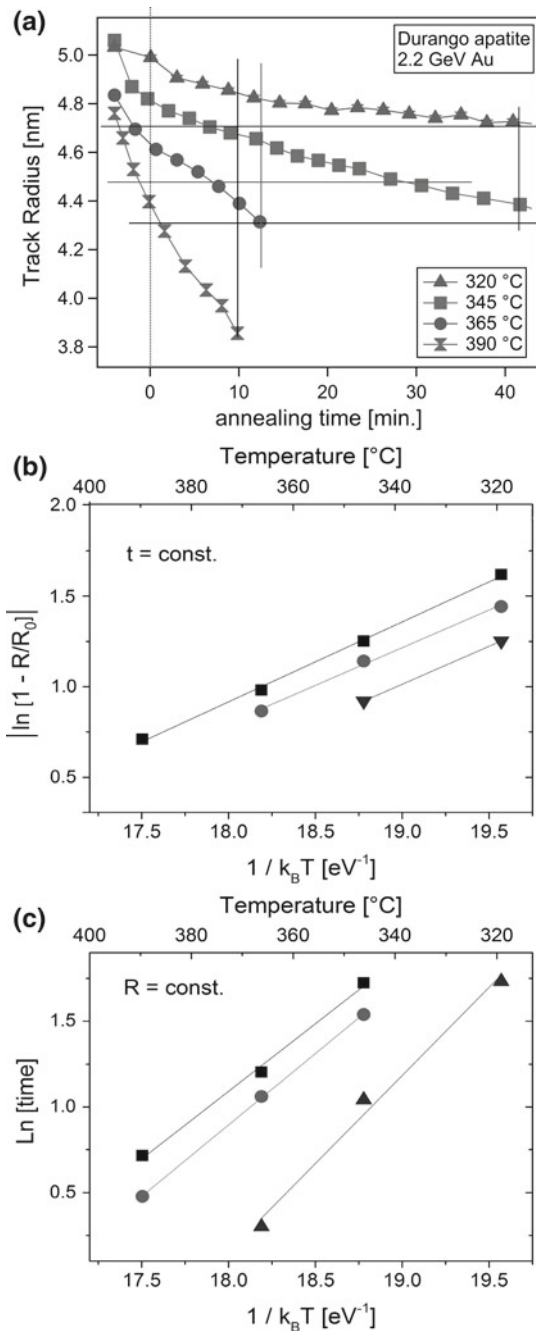 (a)
Durango apatite
2.2 GeV Au
Track Radius [nm]
5.0
4.8
4.6
4.4
4.2
4.0
3.8
320 °C
345 °C
365 °C
390 °C
0 10 20 30 40
annealing time [min.]
(b)
Temperature [°C]
400 380 360 340 320
t = const.
|ln [1 - R/R0]|
2.0
1.5
1.0
0.5
17.5 18.0 18.5 19.0 19.5
1 / kBT [eV-1]
(c)
Temperature [°C]
400 380 360 340 320
R = const.
Ln [time]
1.5
1.0
0.5
17.5 18.0 18.5 19.0 19.5
1 / kBT [eV-1]